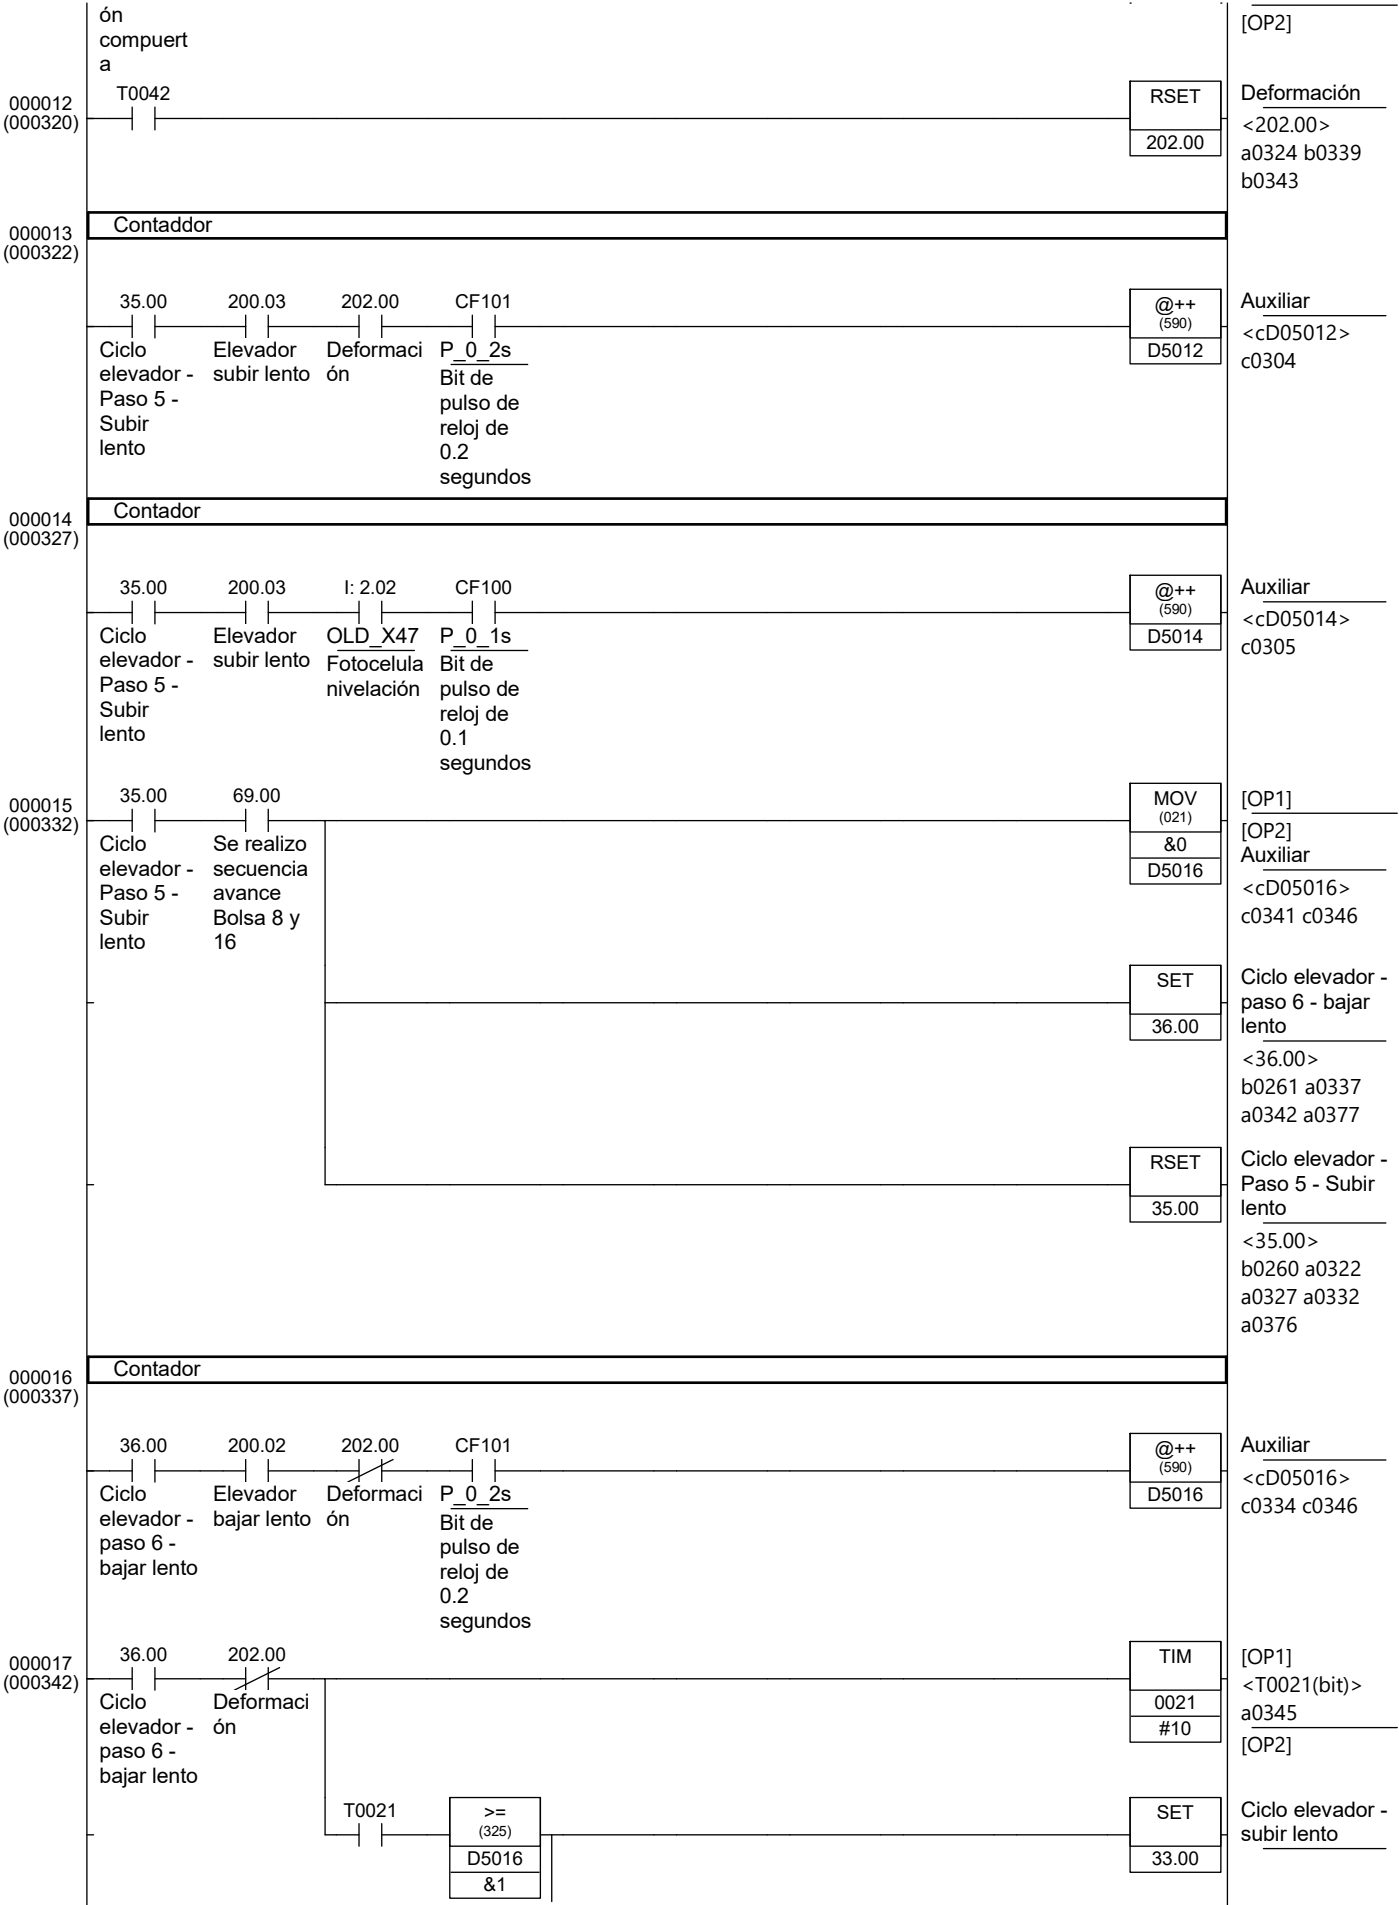 ón
compuert
a
[OP2]
000012
(000320)
T0042
RSET
202.00
Deformación
<202.00>
a0324 b0339
b0343
000013
(000322)
Contaddor
35.00
200.03
202.00
CF101
@++
(590)
D5012
Auxiliar
<cD05012>
c0304
Ciclo
elevador -
Paso 5 -
Subir
lento
Elevador
subir lento
Deformaci
ón
P_0_2s
Bit de
pulso de
reloj de
0.2
segundos
000014
(000327)
Contador
35.00
200.03
I: 2.02
CF100
@++
(590)
D5014
Auxiliar
<cD05014>
c0305
Ciclo
elevador -
Paso 5 -
Subir
lento
Elevador
subir lento
OLD_X47
Fotocelula
nivelación
P_0_1s
Bit de
pulso de
reloj de
0.1
segundos
000015
(000332)
35.00
69.00
MOV
(021)
&0
D5016
[OP1]
[OP2]
Auxiliar
<cD05016>
c0341 c0346
Ciclo
elevador -
Paso 5 -
Subir
lento
Se realizo
secuencia
avance
Bolsa 8 y
16
SET
36.00
Ciclo elevador -
paso 6 - bajar
lento
<36.00>
b0261 a0337
a0342 a0377
RSET
35.00
Ciclo elevador -
Paso 5 - Subir
lento
<35.00>
b0260 a0322
a0327 a0332
a0376
000016
(000337)
Contador
36.00
200.02
202.00
CF101
@++
(590)
D5016
Auxiliar
<cD05016>
c0334 c0346
Ciclo
elevador -
paso 6 -
bajar lento
Elevador
bajar lento
Deformaci
ón
P_0_2s
Bit de
pulso de
reloj de
0.2
segundos
000017
(000342)
36.00
202.00
TIM
0021
#10
[OP1]
<T0021(bit)>
a0345
[OP2]
Ciclo
elevador -
paso 6 -
bajar lento
Deformaci
ón
T0021
>=
(325)
D5016
&1
SET
33.00
Ciclo elevador -
subir lento